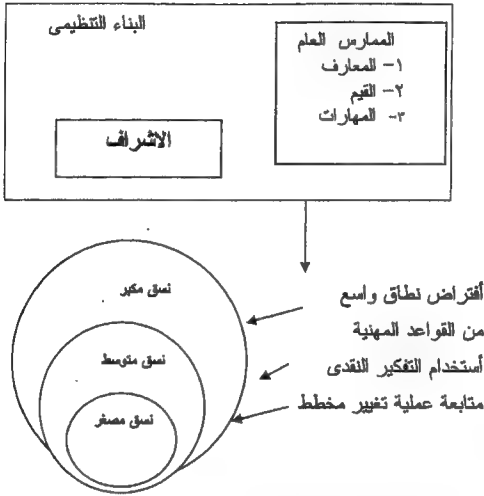 البناء التنظيمى
الممارس العام
١- المعارف
٢- القيم
٣- المهارات
الاشراف
نسق مكبر
نسق متوسط
نسق مصغر
أفتراض نطاق واسع
من القواعد المهنية
أستخدام التفكير النقدى
متابعة عملية تغيير مخطط